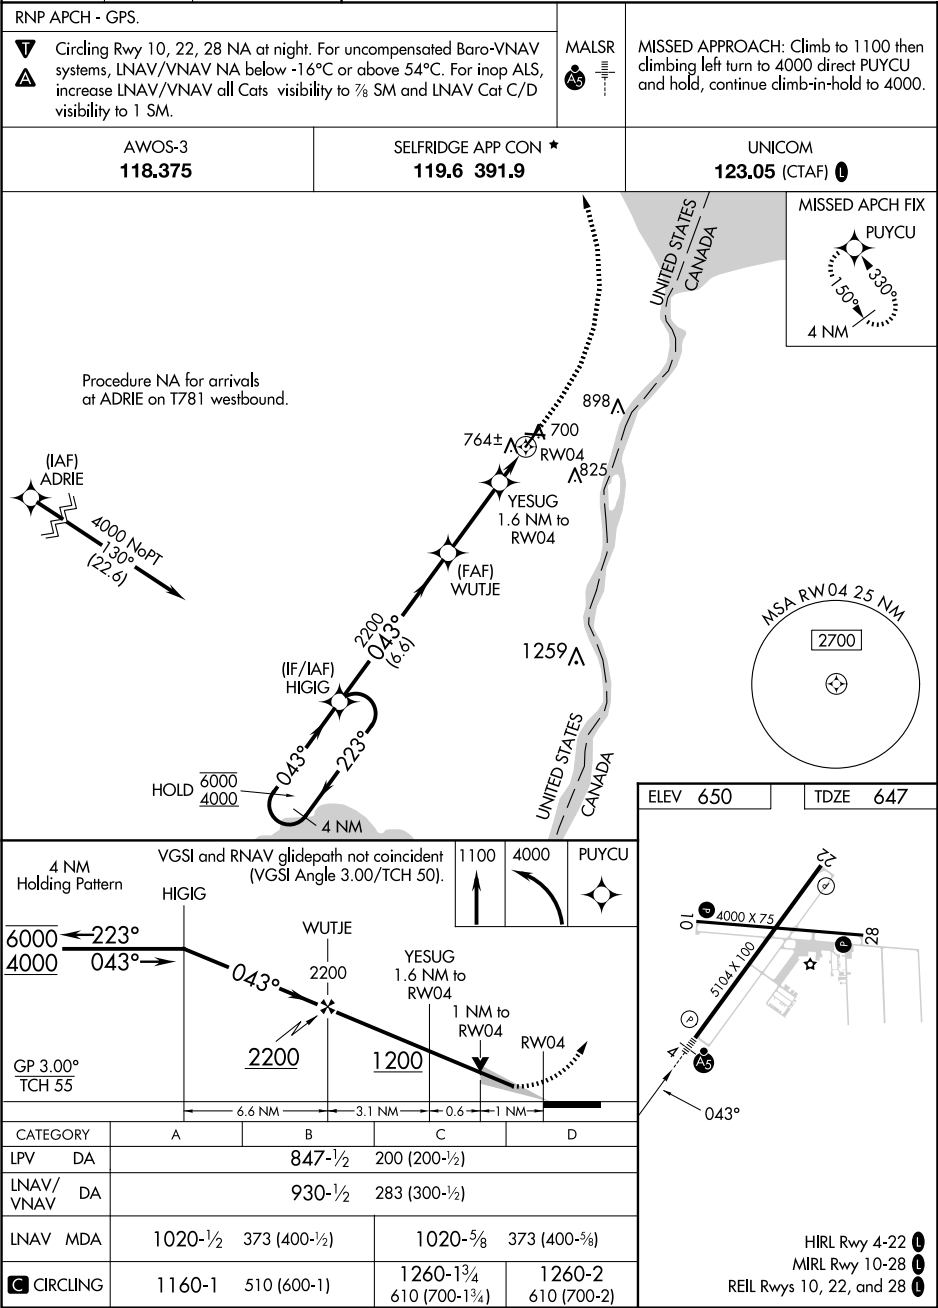 RNP APCH - GPS.
T
A
Circling Rwy 10, 22, 28 NA at night. For uncompensated Baro-VNAV
systems, LNAV/VNAV NA below -16°C or above 54°C. For inop ALS,
increase LNAV/VNAV all Cats visibility to ⅞ SM and LNAV Cat C/D
visibility to 1 SM.
MALSR
A5
MISSED APPROACH: Climb to 1100 then
climbing left turn to 4000 direct PUYCU
and hold, continue climb-in-hold to 4000.
AWOS-3
118.375
SELFRIDGE APP CON ★
119.6 391.9
UNICOM
123.05 (CTAF) L
MISSED APCH FIX
PUYCU
330°
150°
4 NM
UNITED STATES
CANADA
Procedure NA for arrivals
at ADRIE on T781 westbound.
(IAF)
ADRIE
4000 NoPT
130°
(22.6)
898
764±
700
RW04
825
YESUG
1.6 NM to
RW04
(FAF)
WUTJE
2200
043°
(6.6)
1259
(IF/IAF)
HIGIG
043°
223°
HOLD
6000
4000
4 NM
UNITED STATES
CANADA
MSA RW04 25 NM
2700
ELEV 650
TDZE 647
22
P
P
4000 X 75
10
28
P
5104 X 100
P
4
A5
043°
HIRL Rwy 4-22 L
MIRL Rwy 10-28 L
REIL Rwys 10, 22, and 28 L
4 NM
Holding Pattern
VGSI and RNAV glidepath not coincident
(VGSI Angle 3.00/TCH 50).
1100
4000
PUYCU
HIGIG
6000
223°
4000
043°
043°
WUTJE
2200
2200
YESUG
1.6 NM to
RW04
1200
1 NM to
RW04
RW04
GP 3.00°
TCH 55
6.6 NM
3.1 NM
0.6
1 NM
CATEGORY A B C D
LPV DA 847-½ 200 (200-½)
LNAV/
VNAV DA 930-½ 283 (300-½)
LNAV MDA 1020-½ 373 (400-½) 1020-⅝ 373 (400-⅝)
C CIRCLING 1160-1 510 (600-1) 1260-1¾ 1260-2
610 (700-1¾) 610 (700-2)